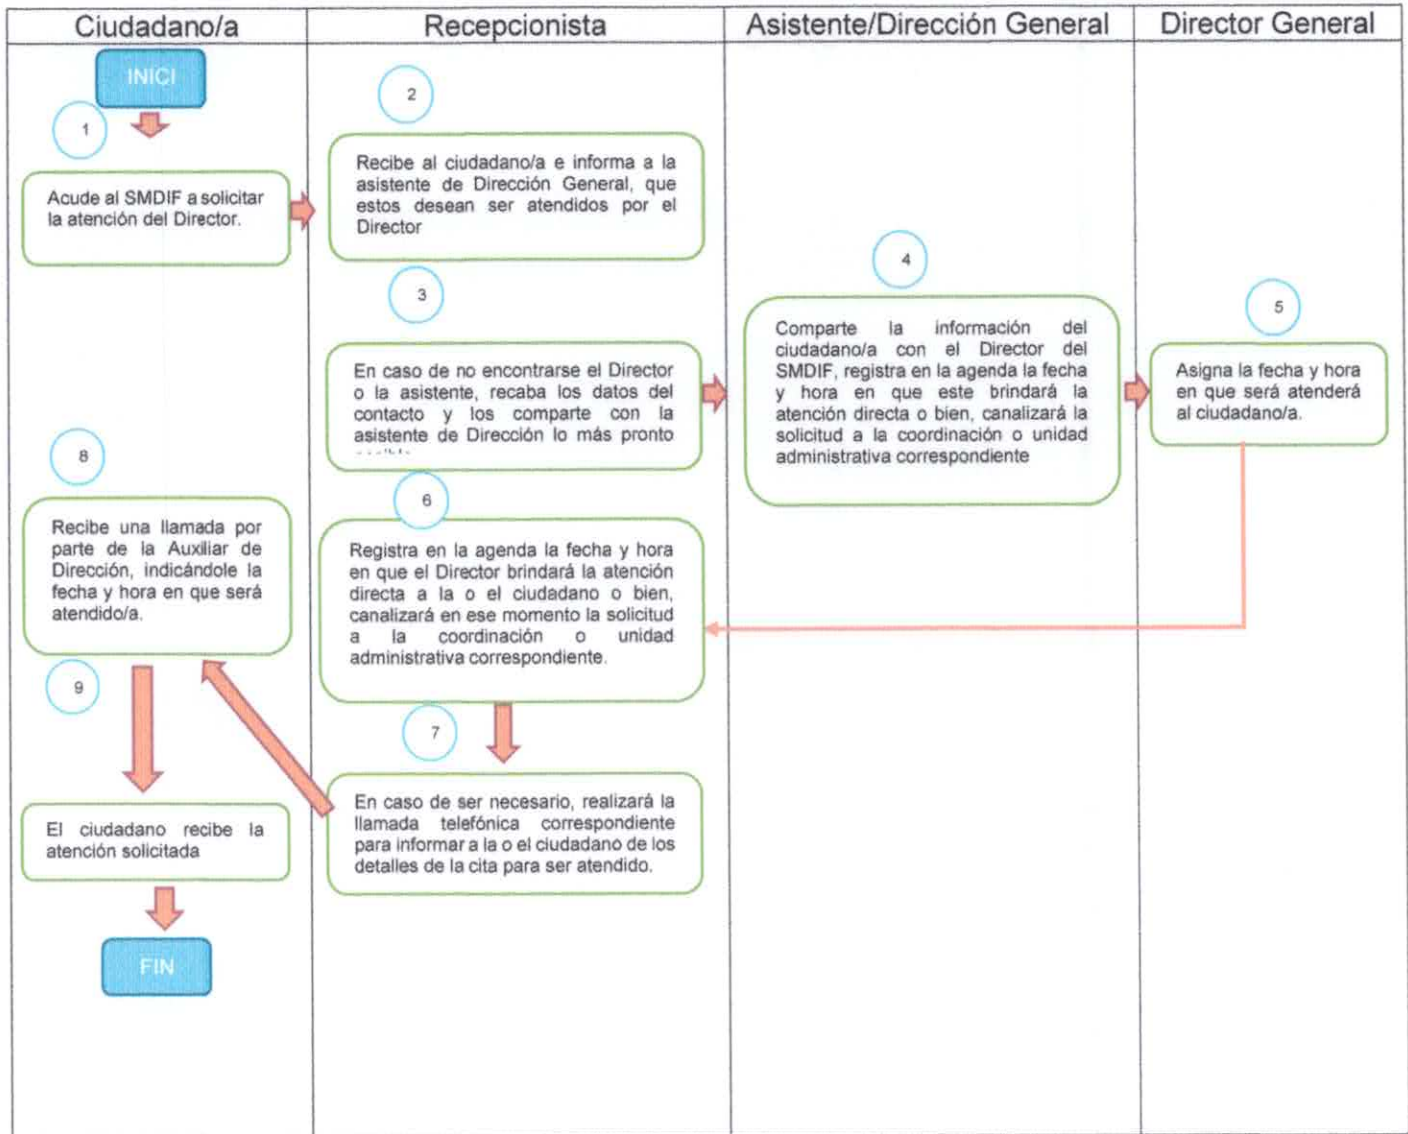 Ciudadano/a
Recepcionista
Asistente/Dirección General
Director General
INICI
1
Acude al SMDIF a solicitar
la atención del Director.
2
Recibe al ciudadano/a e informa a la
asistente de Dirección General, que
estos desean ser atendidos por el
Director
3
En caso de no encontrarse el Director
o la asistente, recaba los datos del
contacto y los comparte con la
asistente de Dirección lo más pronto
4
Comparte la información del
ciudadano/a con el Director del
SMDIF, registra en la agenda la fecha
y hora en que este brindará la
atención directa o bien, canalizará la
solicitud a la coordinación o unidad
administrativa correspondiente
5
Asigna la fecha y hora
en que será atenderá
al ciudadano/a.
6
Registra en la agenda la fecha y hora
en que el Director brindará la atención
directa a la o el ciudadano o bien,
canalizará en ese momento la solicitud
a la coordinación o unidad
administrativa correspondiente.
7
En caso de ser necesario, realizará la
llamada telefónica correspondiente
para informar a la o el ciudadano de los
detalles de la cita para ser atendido.
8
Recibe una llamada por
parte de la Auxiliar de
Dirección, indicándole la
fecha y hora en que será
atendido/a.
9
El ciudadano recibe la
atención solicitada
FIN